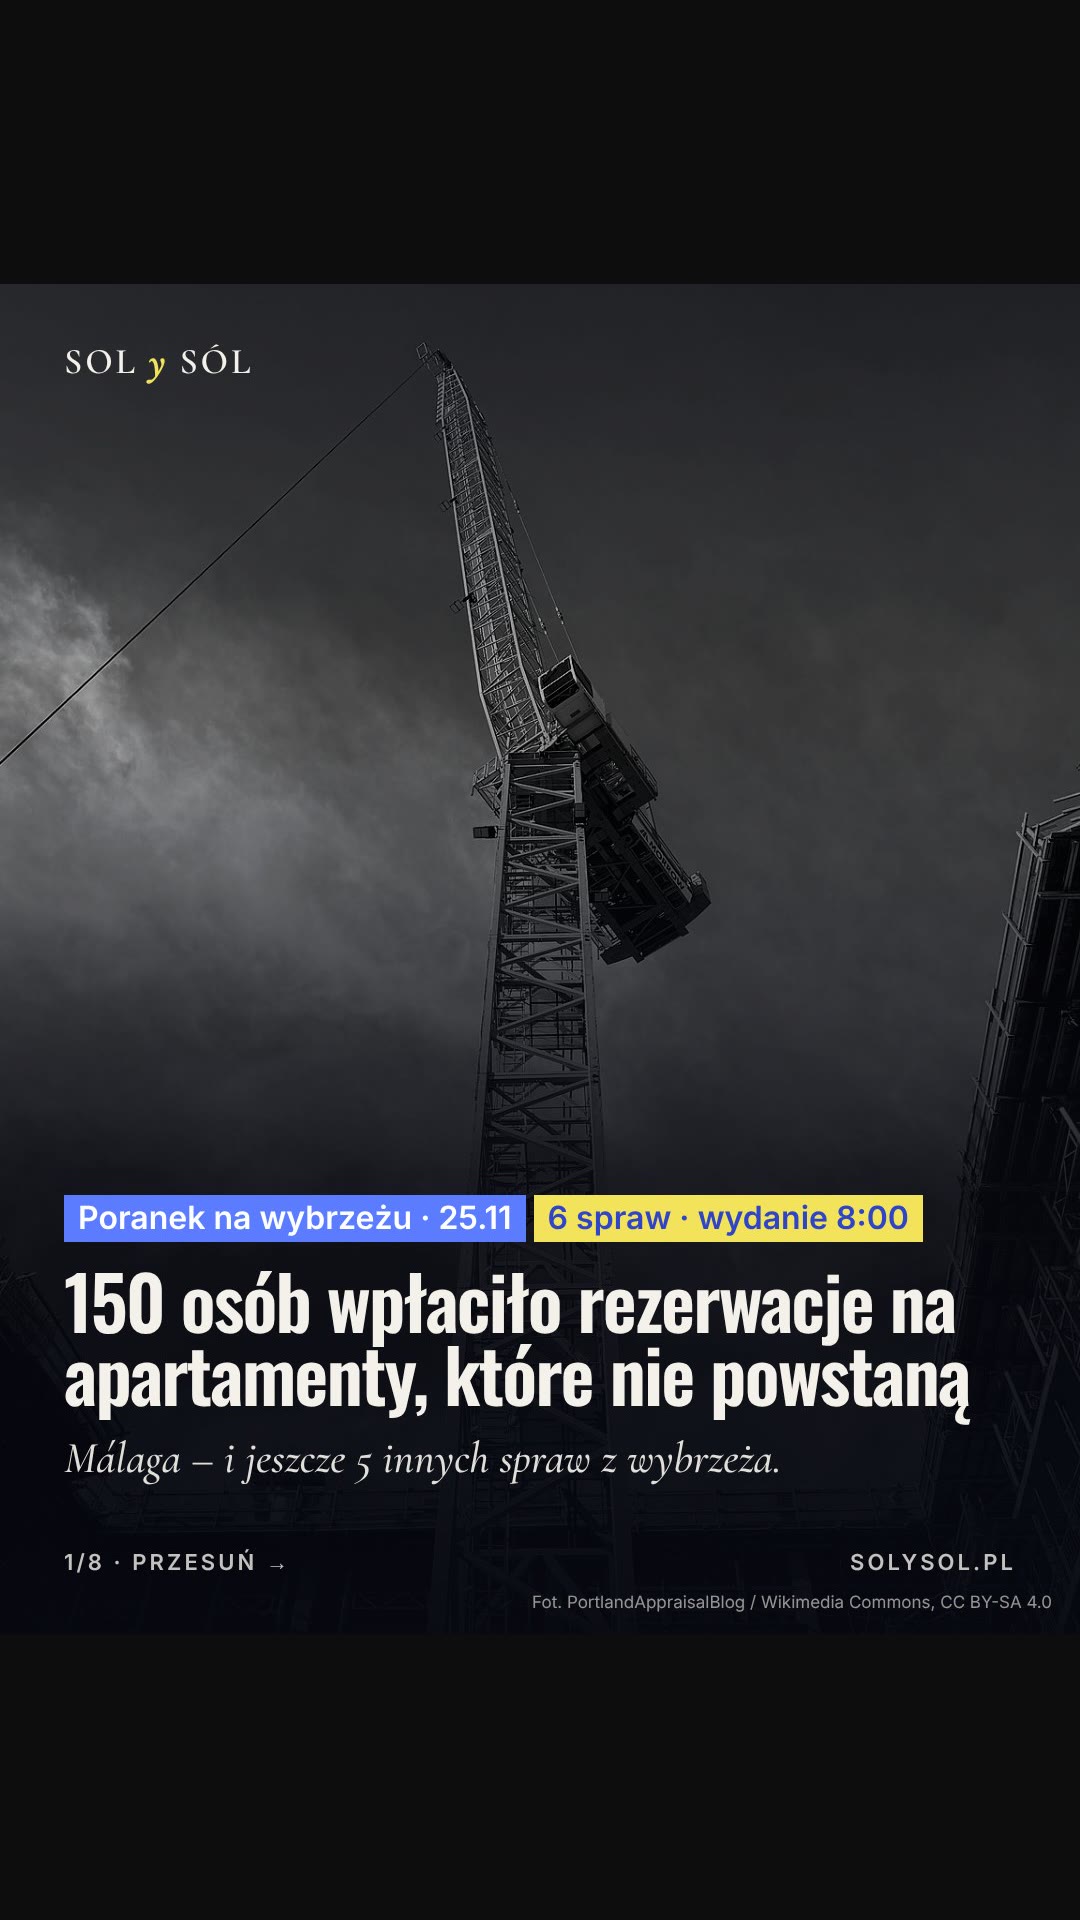 SOL y SÓL
Poranek na wybrzeżu · 25.11
6 spraw · wydanie 8:00
150 osób wpłaciło rezerwacje na
apartamenty, które nie powstaną
Málaga – i jeszcze 5 innych spraw z wybrzeża.
1/8 · PRZESUŃ →
SOLYSOL.PL
Fot. PortlandAppraisalBlog / Wikimedia Commons, CC BY-SA 4.0